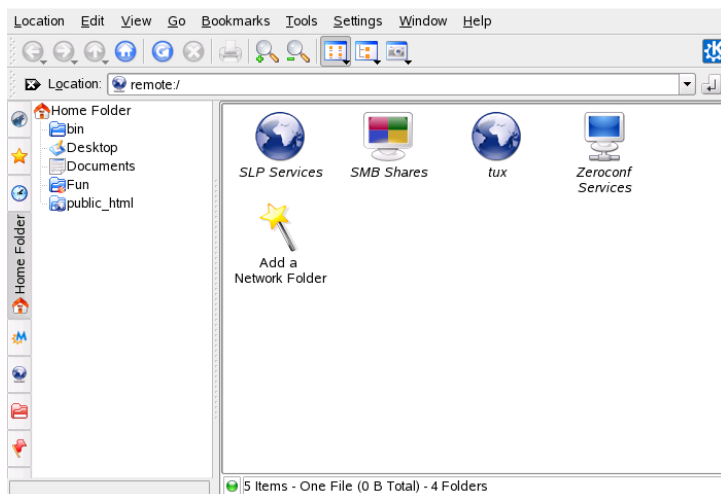 Location Edit View Go Bookmarks Tools Settings Window Help
Location: remote:/
Home Folder
bin
Desktop
Documents
Fun
public_html
Home Folder
SLP Services SMB Shares tux Zeroconf
Services
Add a
Network Folder
5 Items - One File (0 B Total) - 4 Folders